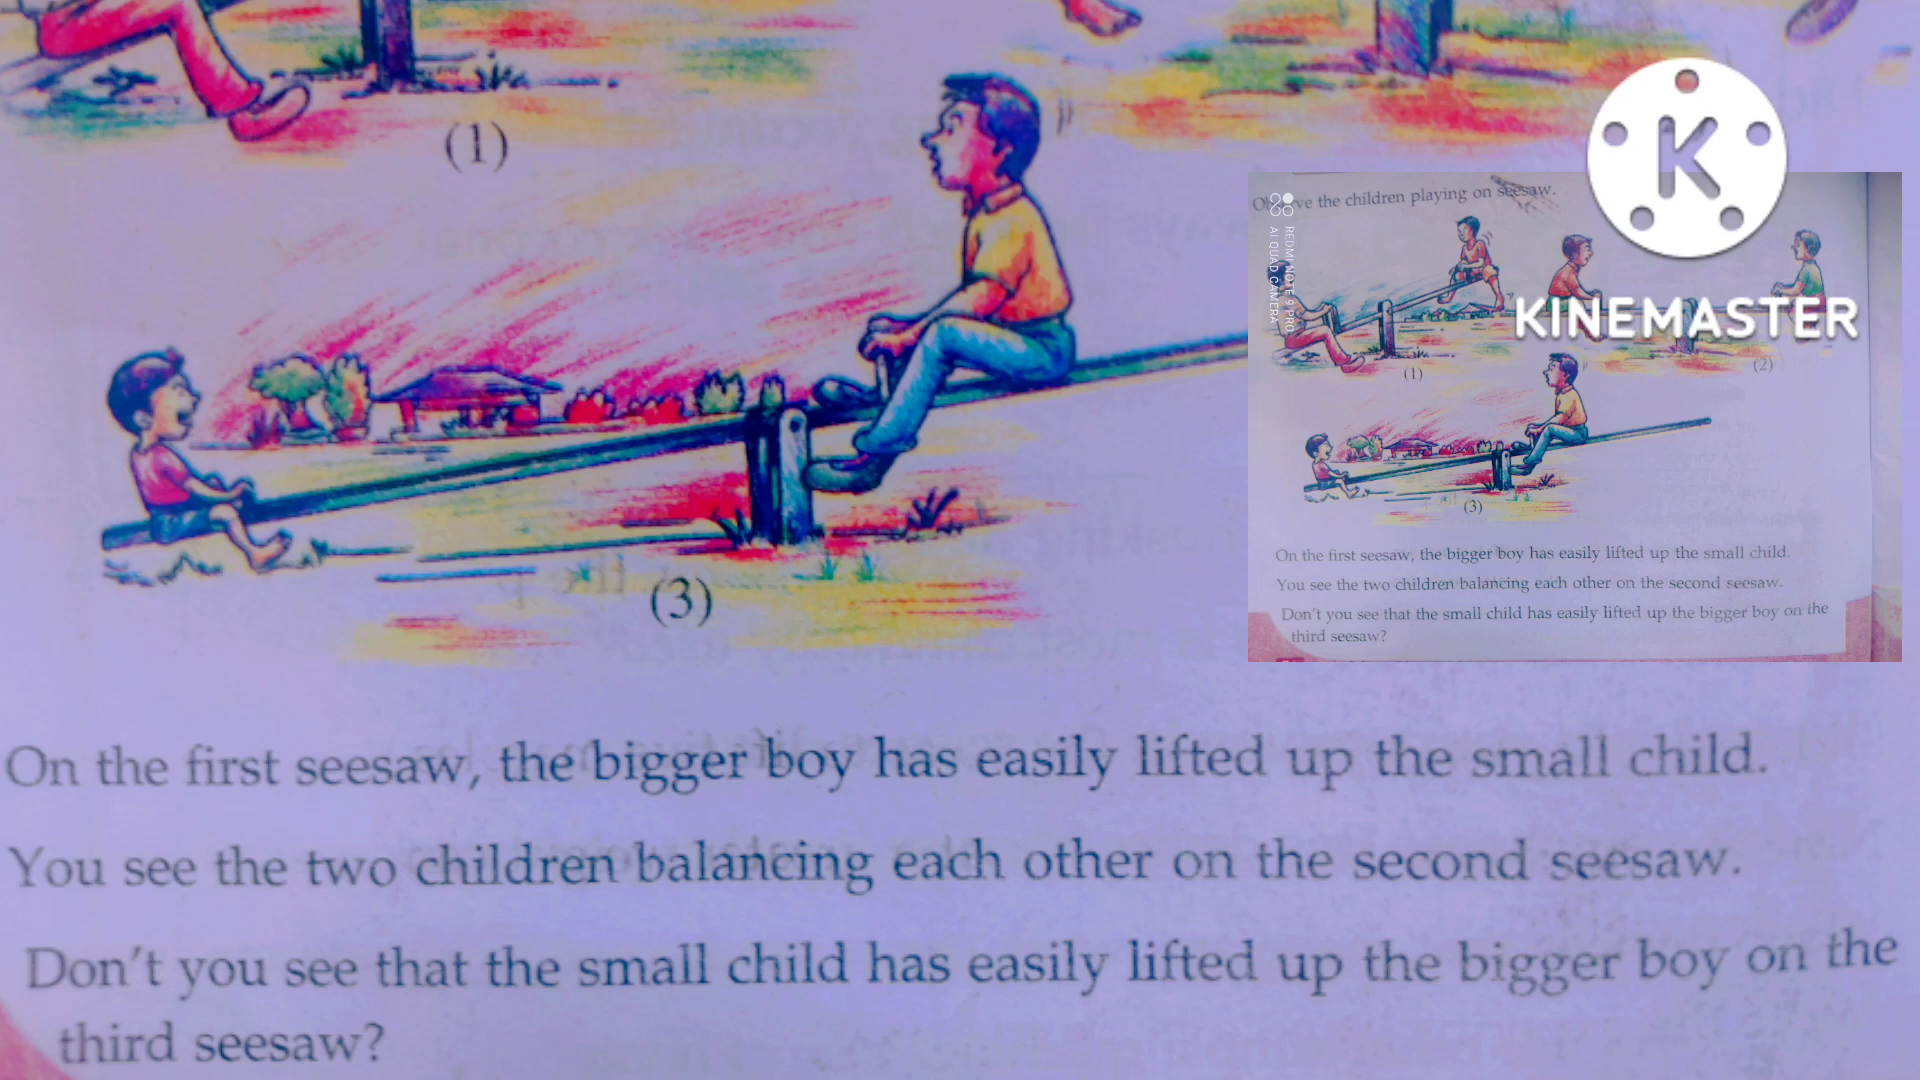 (1)
(3)
On the first seesaw, the bigger boy has easily lifted up the small child.
You see the two children balancing each other on the second seesaw.
Don't you see that the small child has easily lifted up the bigger boy on the
third seesaw?
K
KINEMASTER
REDMI NOTE 9 PRO
AI QUAD CAMERA
ve the children playing on seesaw.
(1)
(2)
(3)
On the first seesaw, the bigger boy has easily lifted up the small child.
You see the two children balancing each other on the second seesaw.
Don't you see that the small child has easily lifted up the bigger boy on the
third seesaw?